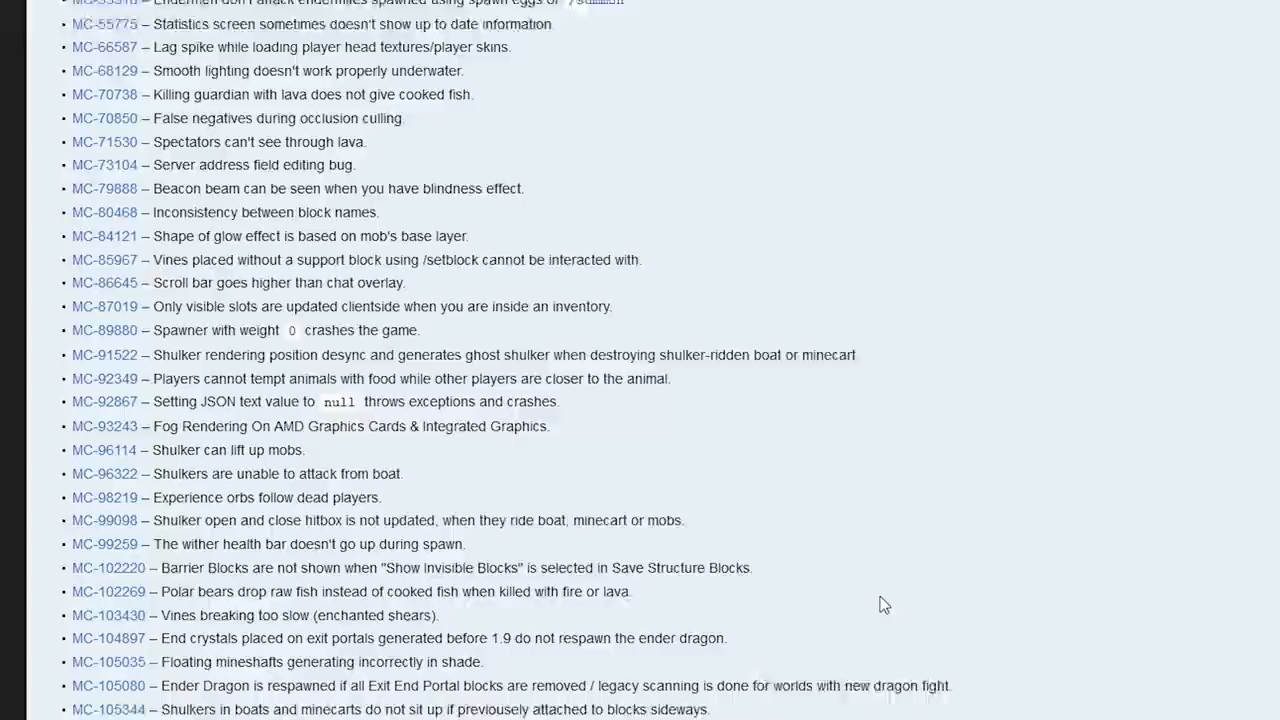 Endermen don't attack endermites spawned using spawn eggs or /summon
• MC-55775 – Statistics screen sometimes doesn't show up to date information.
• MC-66587 – Lag spike while loading player head textures/player skins.
• MC-68129 – Smooth lighting doesn't work properly underwater.
• MC-70738 – Killing guardian with lava does not give cooked fish.
• MC-70850 – False negatives during occlusion culling.
• MC-71530 – Spectators can't see through lava.
• MC-73104 – Server address field editing bug.
• MC-79888 – Beacon beam can be seen when you have blindness effect.
• MC-80468 – Inconsistency between block names.
• MC-84121 – Shape of glow effect is based on mob's base layer.
• MC-85967 – Vines placed without a support block using /setblock cannot be interacted with.
• MC-86645 – Scroll bar goes higher than chat overlay.
• MC-87019 – Only visible slots are updated clientside when you are inside an inventory.
• MC-89880 – Spawner with weight 0 crashes the game.
• MC-91522 – Shulker rendering position desync and generates ghost shulker when destroying shulker-ridden boat or minecart
• MC-92349 – Players cannot tempt animals with food while other players are closer to the animal.
• MC-92867 – Setting JSON text value to null throws exceptions and crashes.
• MC-93243 – Fog Rendering On AMD Graphics Cards & Integrated Graphics.
• MC-96114 – Shulker can lift up mobs.
• MC-96322 – Shulkers are unable to attack from boat.
• MC-98219 – Experience orbs follow dead players.
• MC-99098 – Shulker open and close hitbox is not updated, when they ride boat, minecart or mobs.
• MC-99259 – The wither health bar doesn't go up during spawn.
• MC-102220 – Barrier Blocks are not shown when "Show Invisible Blocks" is selected in Save Structure Blocks.
• MC-102269 – Polar bears drop raw fish instead of cooked fish when killed with fire or lava.
• MC-103430 – Vines breaking too slow (enchanted shears).
• MC-104897 – End crystals placed on exit portals generated before 1.9 do not respawn the ender dragon.
• MC-105035 – Floating mineshafts generating incorrectly in shade.
• MC-105080 – Ender Dragon is respawned if all Exit End Portal blocks are removed / legacy scanning is done for worlds with new dragon fight.
• MC-105344 – Shulkers in boats and minecarts do not sit up if previousely attached to blocks sideways.